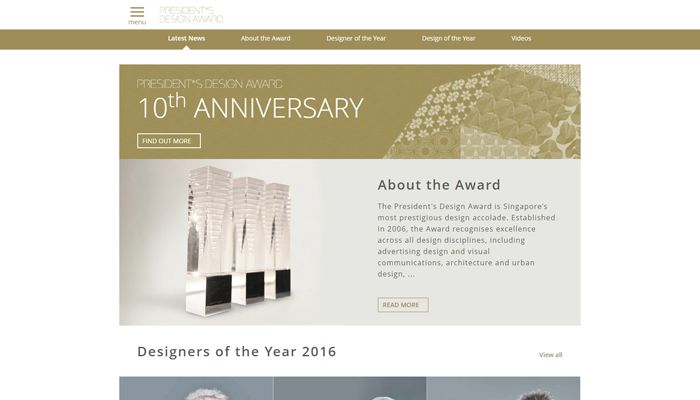 PRESIDENT*S
DESIGN AWARD
menu
Latest News
About the Award
Designer of the Year
Design of the Year
Videos
PRESIDENT*S DESIGN AWARD
10th ANNIVERSARY
FIND OUT MORE
About the Award
The President's Design Award is Singapore's
most prestigious design accolade. Established
in 2006, the Award recognises excellence
across all design disciplines, including
advertising design and visual
communications, architecture and urban
design, ...
READ MORE
Designers of the Year 2016
View all